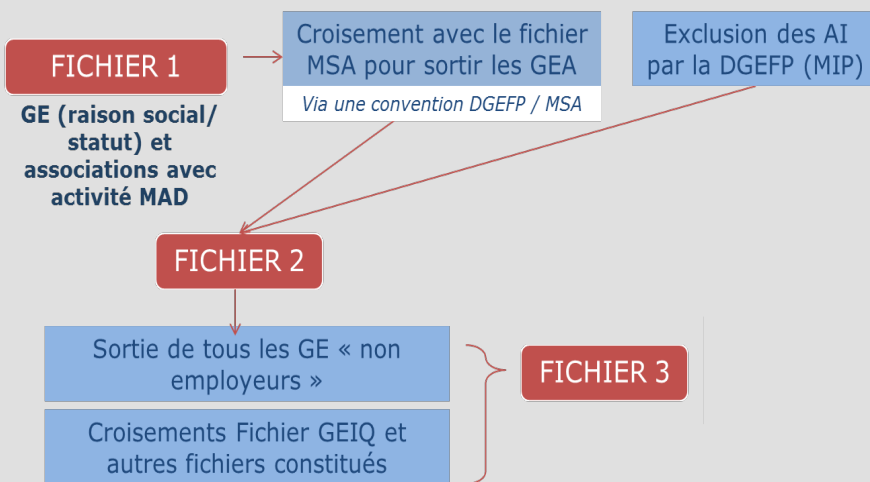 FICHIER 1
GE (raison social/
statut) et
associations avec
activité MAD
Croisement avec le fichier
MSA pour sortir les GEA
Via une convention DGEFP / MSA
Exclusion des AI
par la DGEFP (MIP)
FICHIER 2
Sortie de tous les GE « non
employeurs »
Croisements Fichier GEIQ et
autres fichiers constitués
FICHIER 3